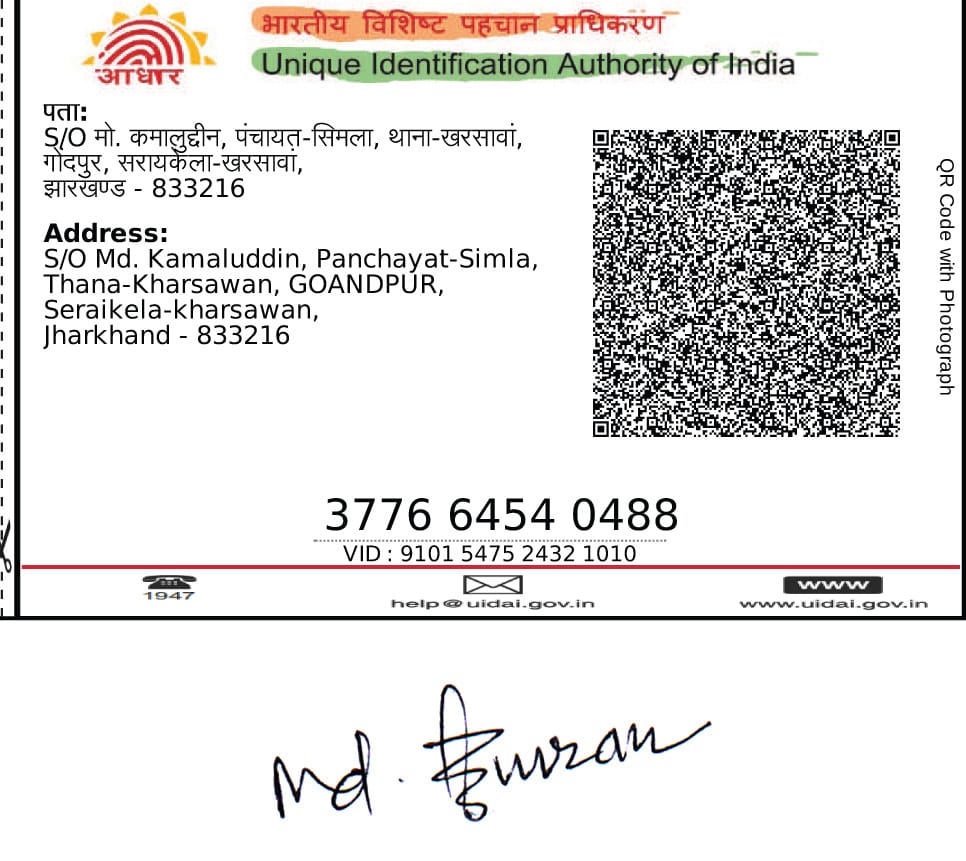 भारतीय विशिष्ट पहचान प्राधिकरण
Unique Identification Authority of India
आधार
पता:
S/O मो. कमालुद्दीन, पंचायत-सिमला, थाना-खरसावां,
गोंदपुर, सरायकेला-खरसावां,
झारखण्ड - 833216
Address:
S/O Md. Kamaluddin, Panchayat-Simla,
Thana-Kharsawan, GOANDPUR,
Seraikela-kharsawan,
Jharkhand - 833216
QR Code with Photograph
3776 6454 0488
VID : 9101 5475 2432 1010
1947
help@uidai.gov.in
www
www.uidai.gov.in
Md.